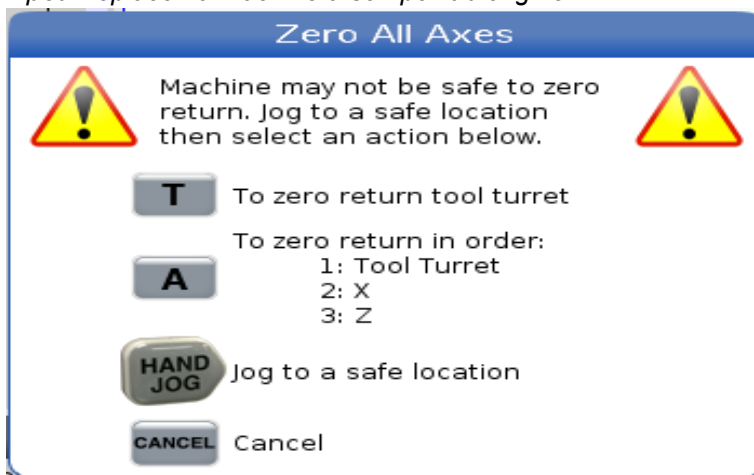 Zero All Axes
Machine may not be safe to zero
return. Jog to a safe location
then select an action below.
T To zero return tool turret
To zero return in order:
A 1: Tool Turret
2: X
3: Z
HAND JOG Jog to a safe location
CANCEL Cancel